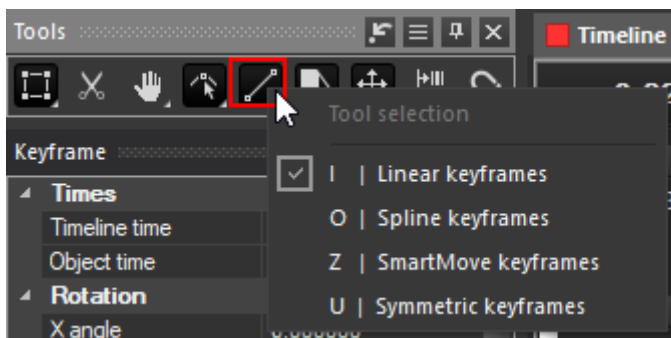 Tools
Timeline
Tool selection
Keyframe
I | Linear keyframes
Times
Timeline time
O | Spline keyframes
Object time
Z | SmartMove keyframes
Rotation
U | Symmetric keyframes
X angle